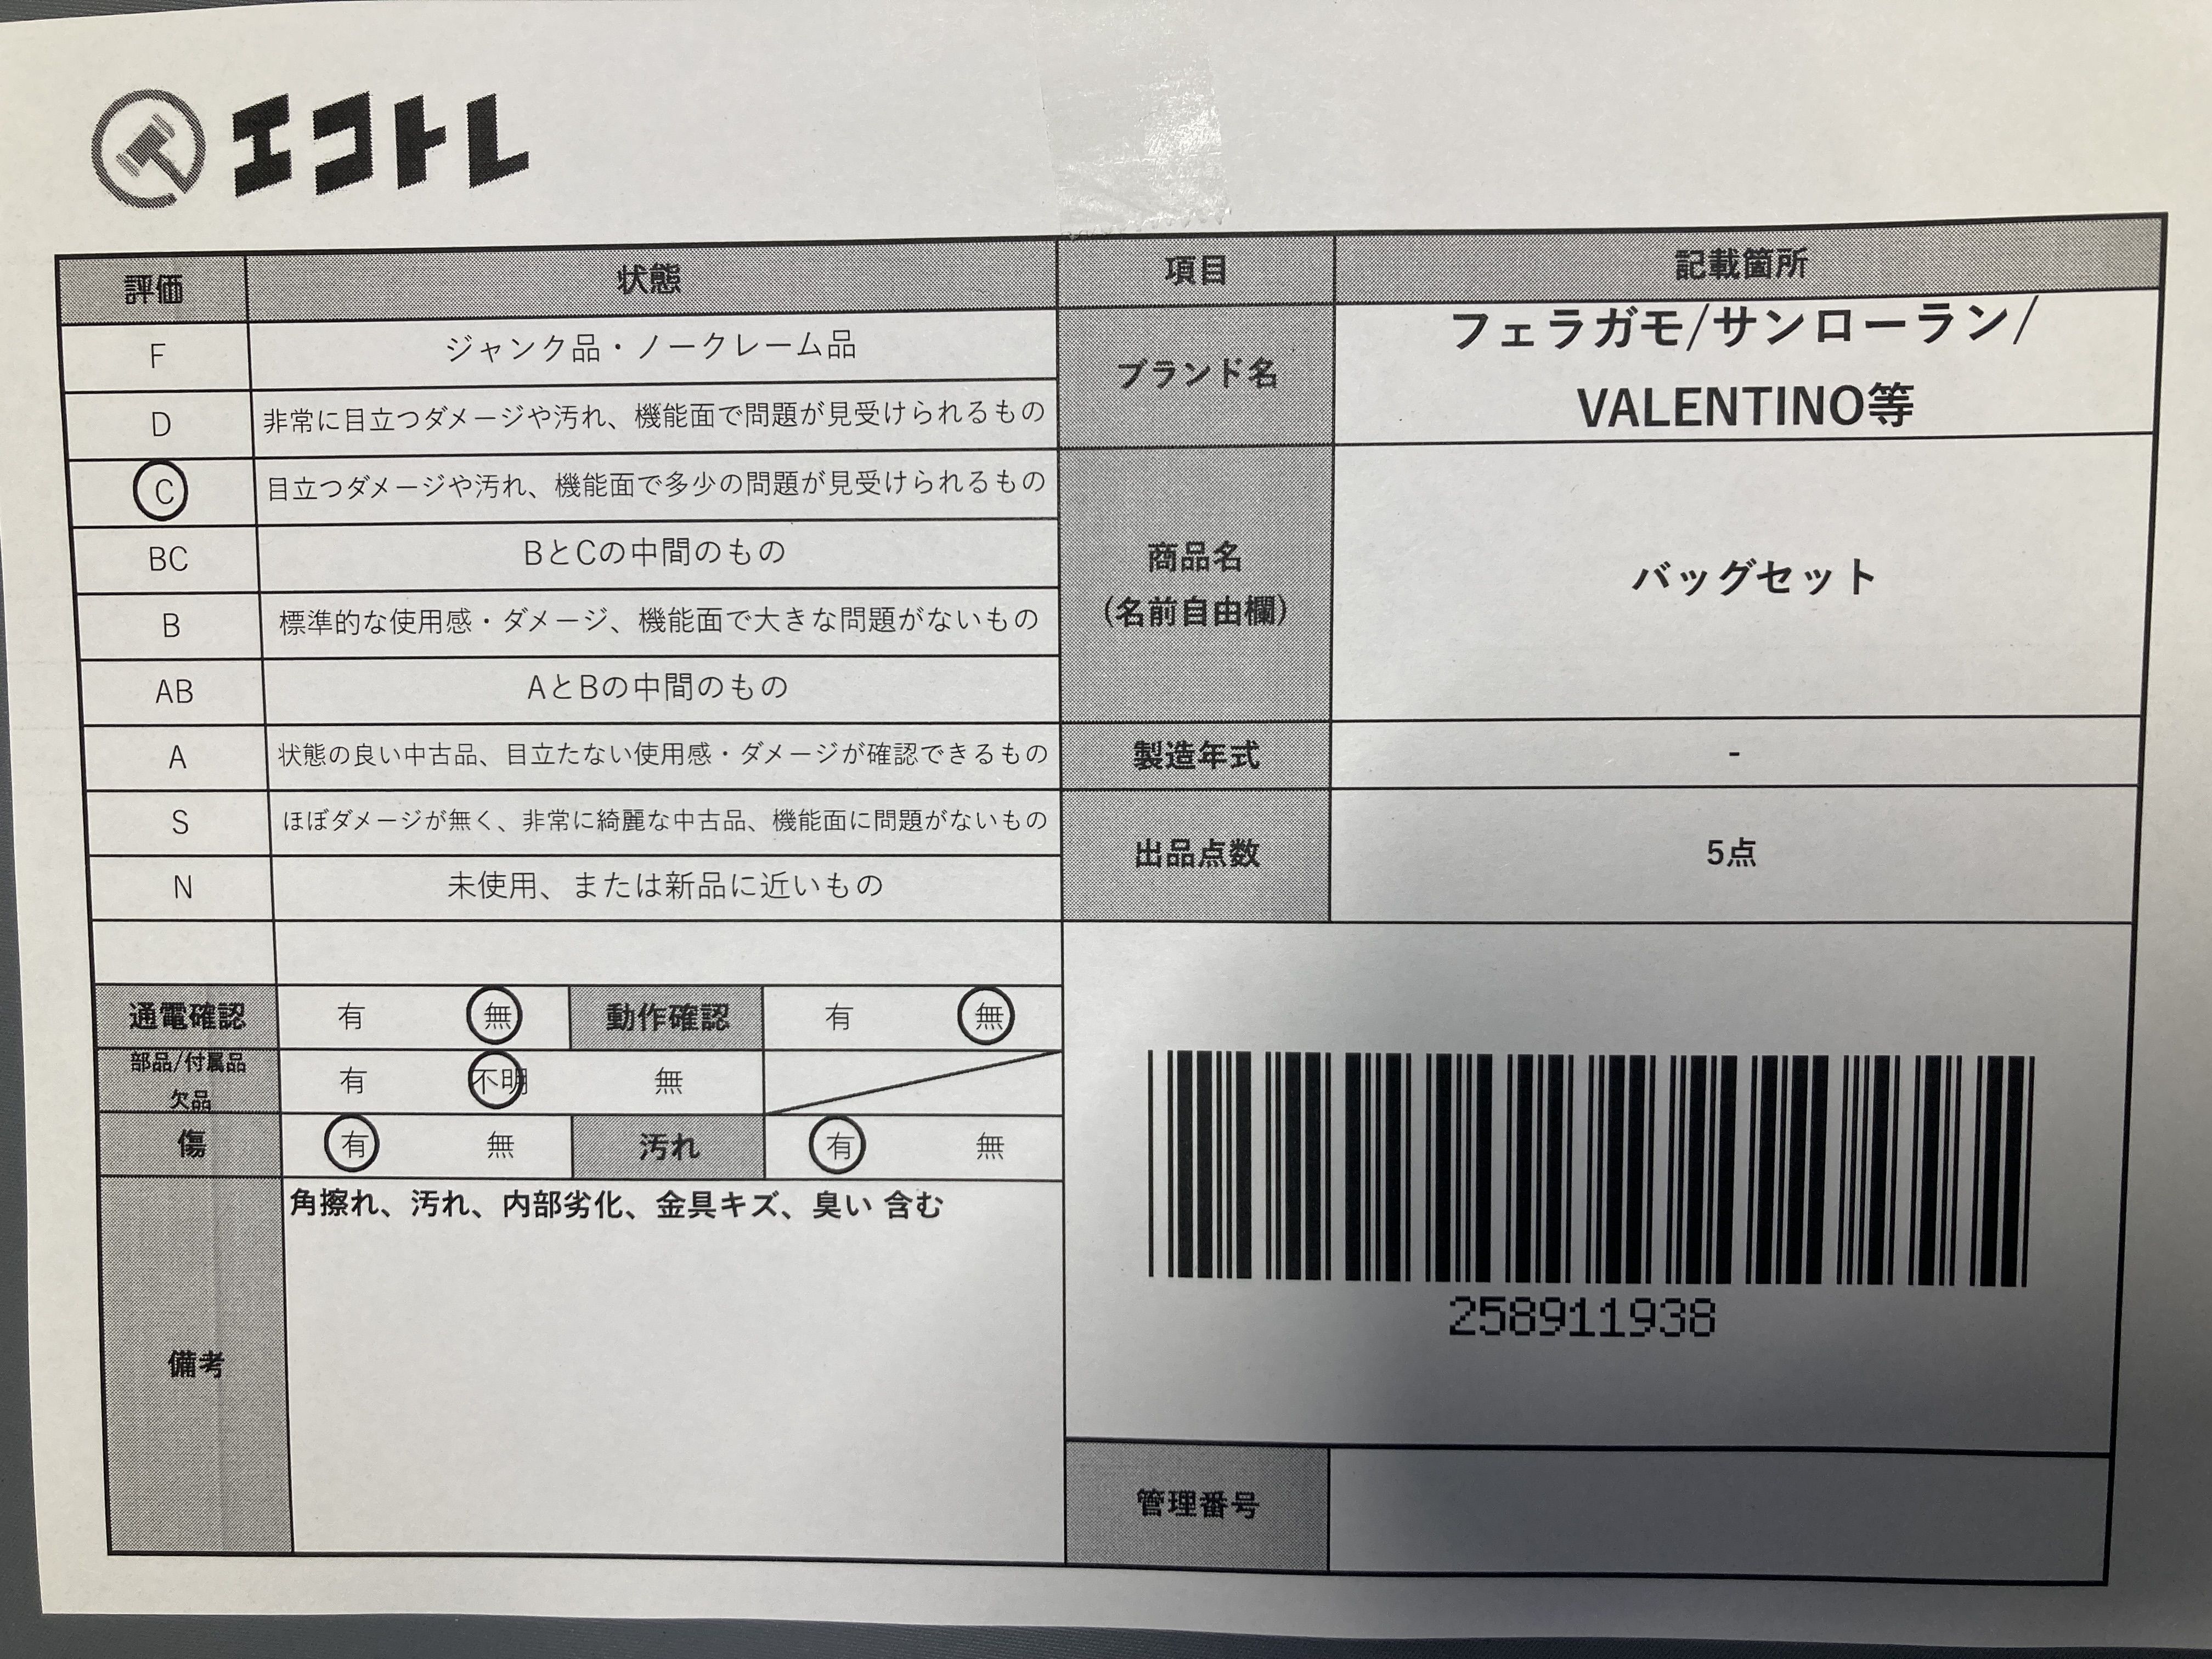 エコトレ
評価 状態 項目 記載箇所
F ジャンク品・ノークレーム品
D 非常に目立つダメージや汚れ、機能面で問題が見受けられるもの
C 目立つダメージや汚れ、機能面で多少の問題が見受けられるもの
BC BとCの中間のもの
B 標準的な使用感・ダメージ、機能面で大きな問題がないもの
AB AとBの中間のもの
A 状態の良い中古品、目立たない使用感・ダメージが確認できるもの
S ほぼダメージが無く、非常に綺麗な中古品、機能面に問題がないもの
N 未使用、または新品に近いもの
ブランド名
フェラガモ/サンローラン/
VALENTINO等
商品名
(名前自由欄)
バッグセット
製造年式 -
出品点数 5点
通電確認 有 無 動作確認 有 無
部品/付属品
欠品
有 不明 無
傷 有 無 汚れ 有 無
備考
角擦れ、汚れ、内部劣化、金具キズ、臭い 含む
258911938
管理番号